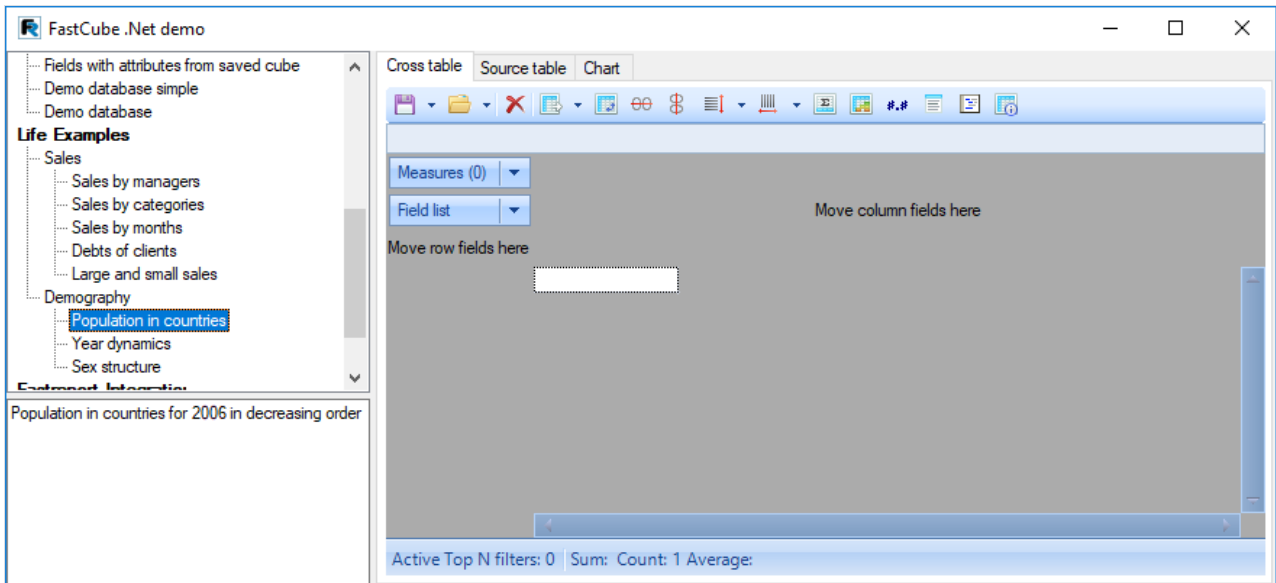 FastCube .Net demo
Fields with attributes from saved cube
Demo database simple
Demo database
Life Examples
Sales
Sales by managers
Sales by categories
Sales by months
Debts of clients
Large and small sales
Demography
Population in countries
Year dynamics
Sex structure
Population in countries for 2006 in decreasing order
Cross table Source table Chart
#.#
Measures (0)
Field list
Move column fields here
Move row fields here
Active Top N filters: 0 Sum: Count: 1 Average: